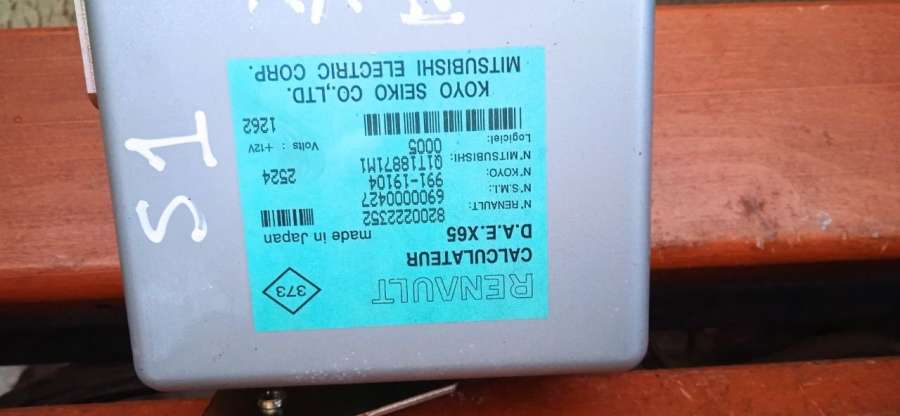 RENAULT
373
CALCULATEUR
D.A.E.X65 made in Japan
N° RENAULT: 8200222352
N°S.M.I.: 6900000427
N° KOYO: 991-19104 2524
N°MITSUBISHI: Q1T18871M1
Logiciel: 0005 Volts : +12V
1262
KOYO SEIKO CO.,LTD.
MITSUBISHI ELECTRIC CORP.
S1